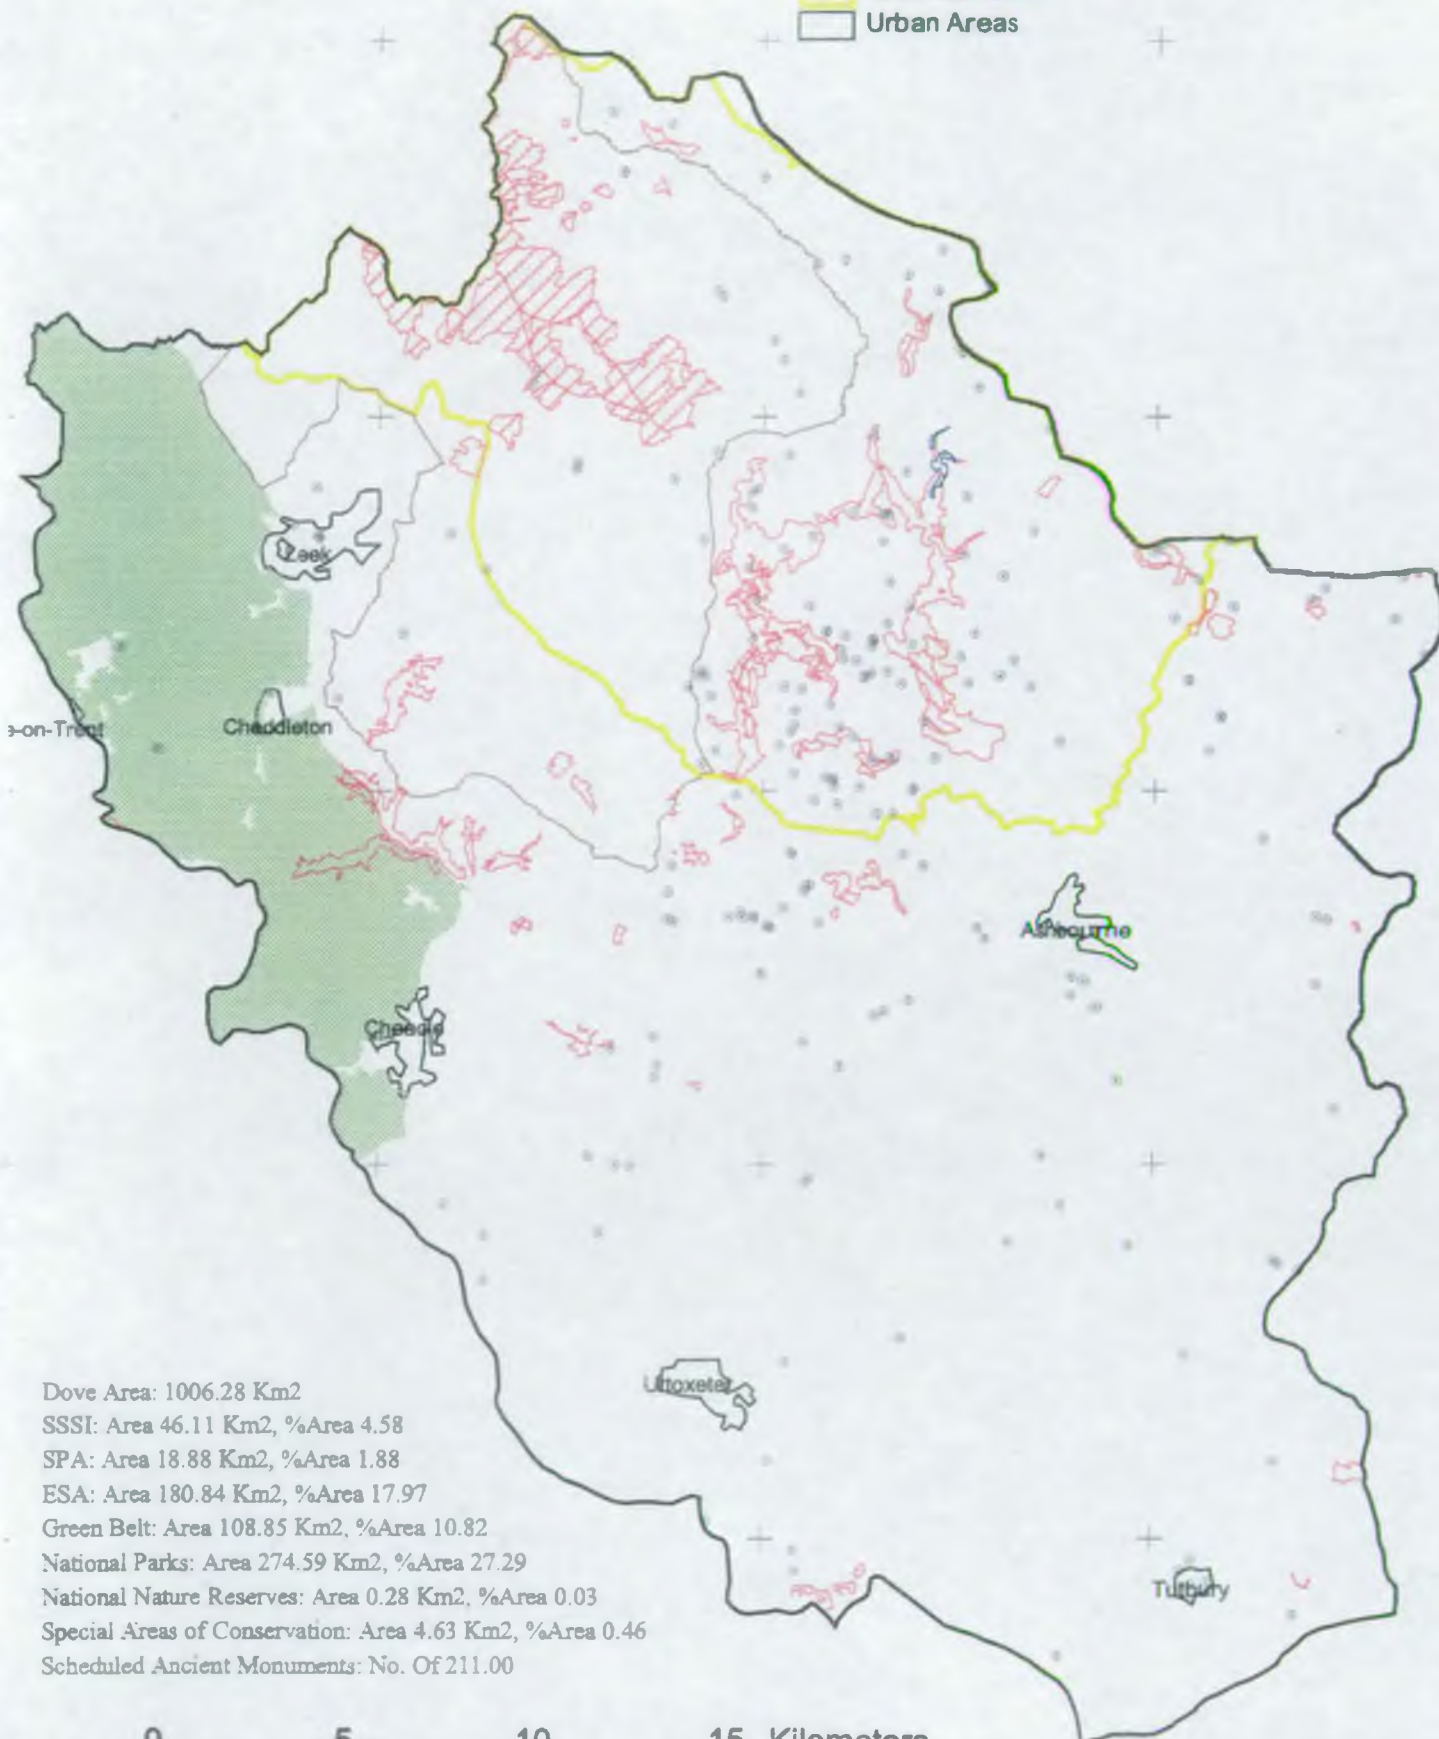 Urban Areas
Leek
e-on-Trent
Cheddleton
Ashbourne
Cheadle
Uttoxeter
Dove Area: 1006.28 Km2
SSSI: Area 46.11 Km2, %Area 4.58
SPA: Area 18.88 Km2, %Area 1.88
ESA: Area 180.84 Km2, %Area 17.97
Green Belt: Area 108.85 Km2, %Area 10.82
National Parks: Area 274.59 Km2, %Area 27.29
National Nature Reserves: Area 0.28 Km2, %Area 0.03
Tutbury
Special Areas of Conservation: Area 4.63 Km2, %Area 0.46
Scheduled Ancient Monuments: No. Of 211.00
0 5 10 15 Kilometers